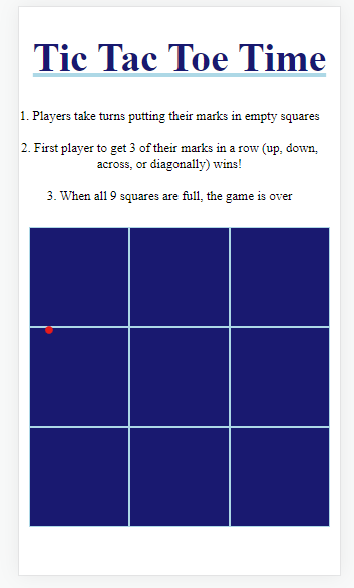 Tic Tac Toe Time
1. Players take turns putting their marks in empty squares
2. First player to get 3 of their marks in a row (up, down,
across, or diagonally) wins!
3. When all 9 squares are full, the game is over